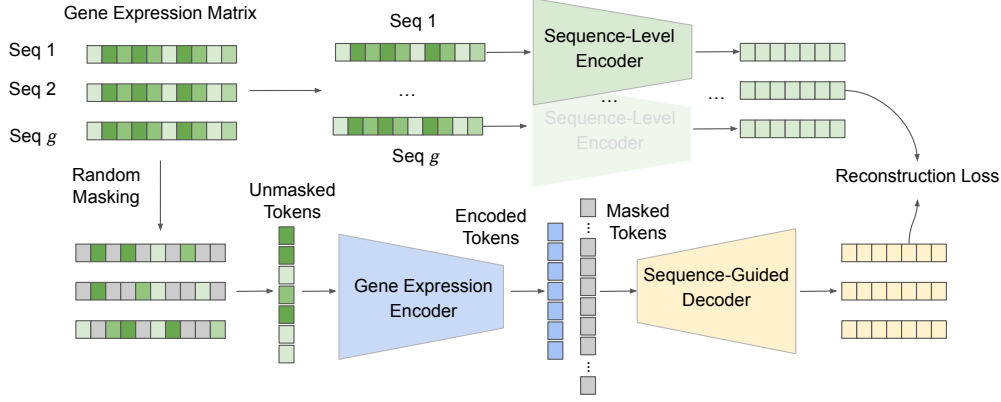 Gene Expression Matrix
Seq 1
Seq 2
Seq g
Seq 1
...
Seq g
Sequence-Level
Encoder
...
Sequence-Level
Encoder
...
Reconstruction Loss
Random
Masking
Unmasked
Tokens
Gene Expression
Encoder
Encoded
Tokens
Masked
Tokens
...
...
Sequence-Guided
Decoder